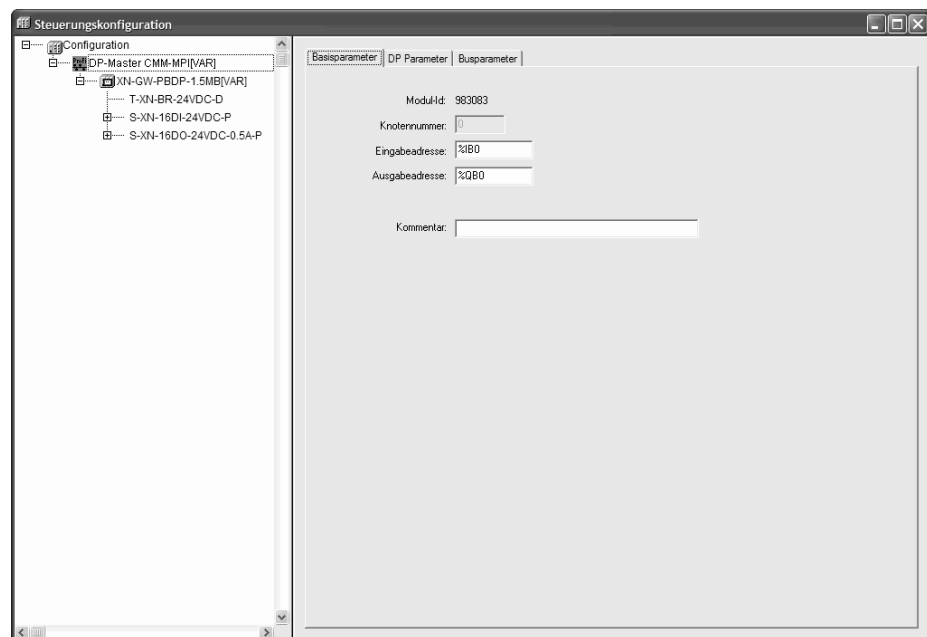 Steuerungskonfiguration
Configuration
DP-Master CMM-MPI[VAR]
XN-GW-PBDP-1.5MB[VAR]
T-XN-BR-24VDC-D
S-XN-16DI-24VDC-P
S-XN-16DO-24VDC-0.5A-P
Basisparameter DP Parameter Busparameter
Modul-Id: 983083
Knotennummer: 0
Eingabeadresse: %IB0
Ausgabeadresse: %QB0
Kommentar: